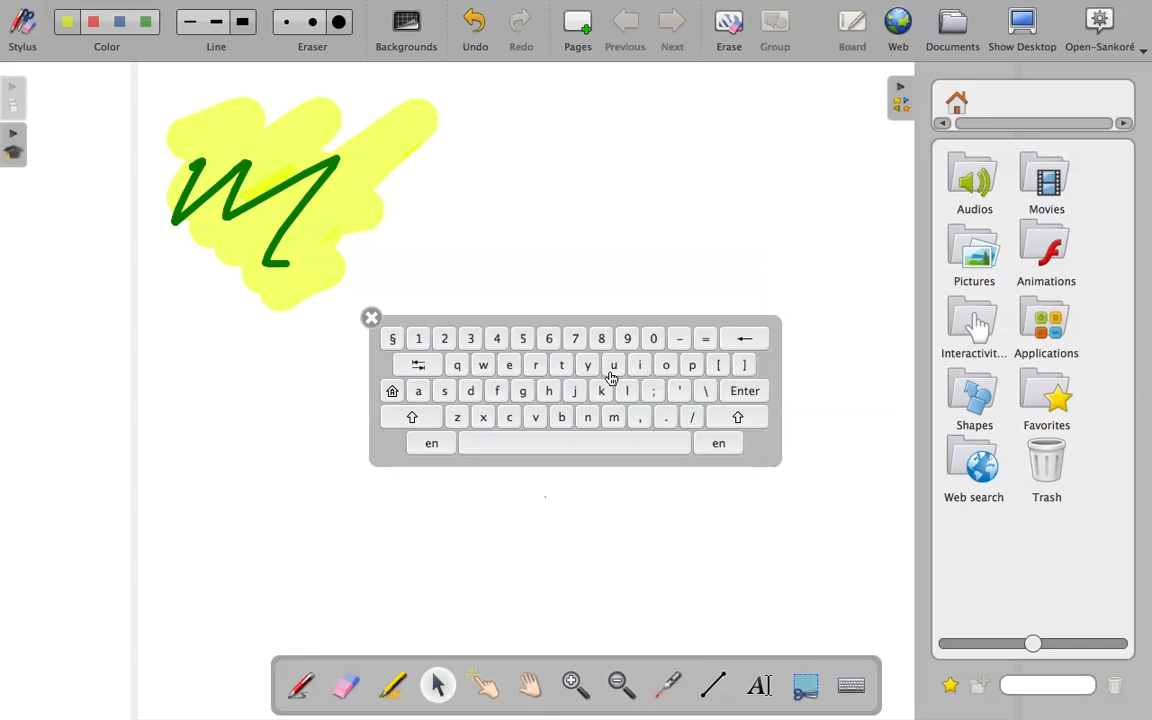 Stylus Color Line Eraser Backgrounds Undo Redo Pages Previous Next Erase Group Board Web Documents Show Desktop Open-Sankoré
Audios Movies
Pictures Animations
Interactivit... Applications
Shapes Favorites
Web search Trash
§ 1 2 3 4 5 6 7 8 9 0 - = ←
q w e r t y u i o p [ ]
a s d f g h j k l ; ' \ Enter
z x c v b n m , . /
en en